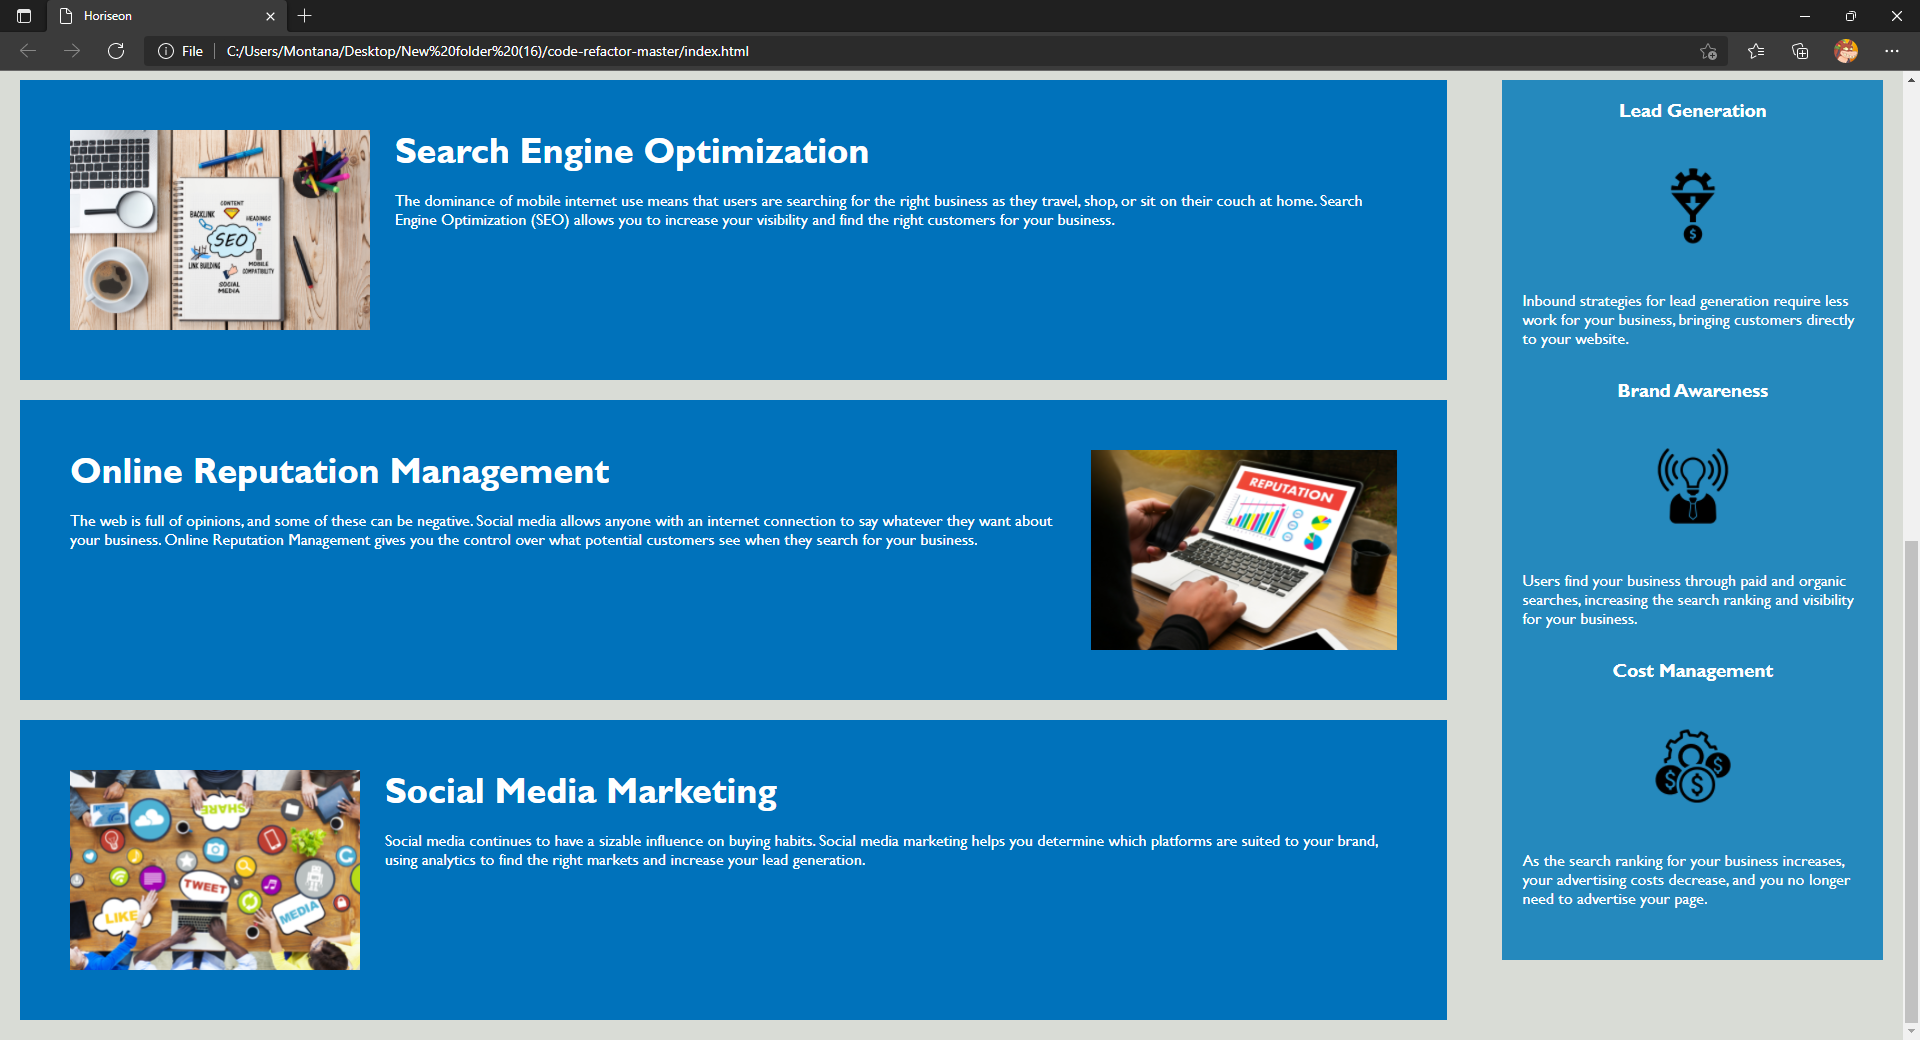 Horiseon
File
C:/Users/Montana/Desktop/New%20folder%20(16)/code-refactor-master/index.html
Search Engine Optimization
The dominance of mobile internet use means that users are searching for the right business as they travel, shop, or sit on their couch at home. Search
Engine Optimization (SEO) allows you to increase your visibility and find the right customers for your business.
CONTENT
BACKLINK
HEADINGS
SEO
LINK BUILDING
MOBILE
COMPATIBILITY
SOCIAL
MEDIA
Online Reputation Management
The web is full of opinions, and some of these can be negative. Social media allows anyone with an internet connection to say whatever they want about
your business. Online Reputation Management gives you the control over what potential customers see when they search for your business.
REPUTATION
Social Media Marketing
Social media continues to have a sizable influence on buying habits. Social media marketing helps you determine which platforms are suited to your brand,
using analytics to find the right markets and increase your lead generation.
SHARE
TWEET
LIKE
MEDIA
Lead Generation
$
Inbound strategies for lead generation require less
work for your business, bringing customers directly
to your website.
Brand Awareness
Users find your business through paid and organic
searches, increasing the search ranking and visibility
for your business.
Cost Management
$ $ $
As the search ranking for your business increases,
your advertising costs decrease, and you no longer
need to advertise your page.